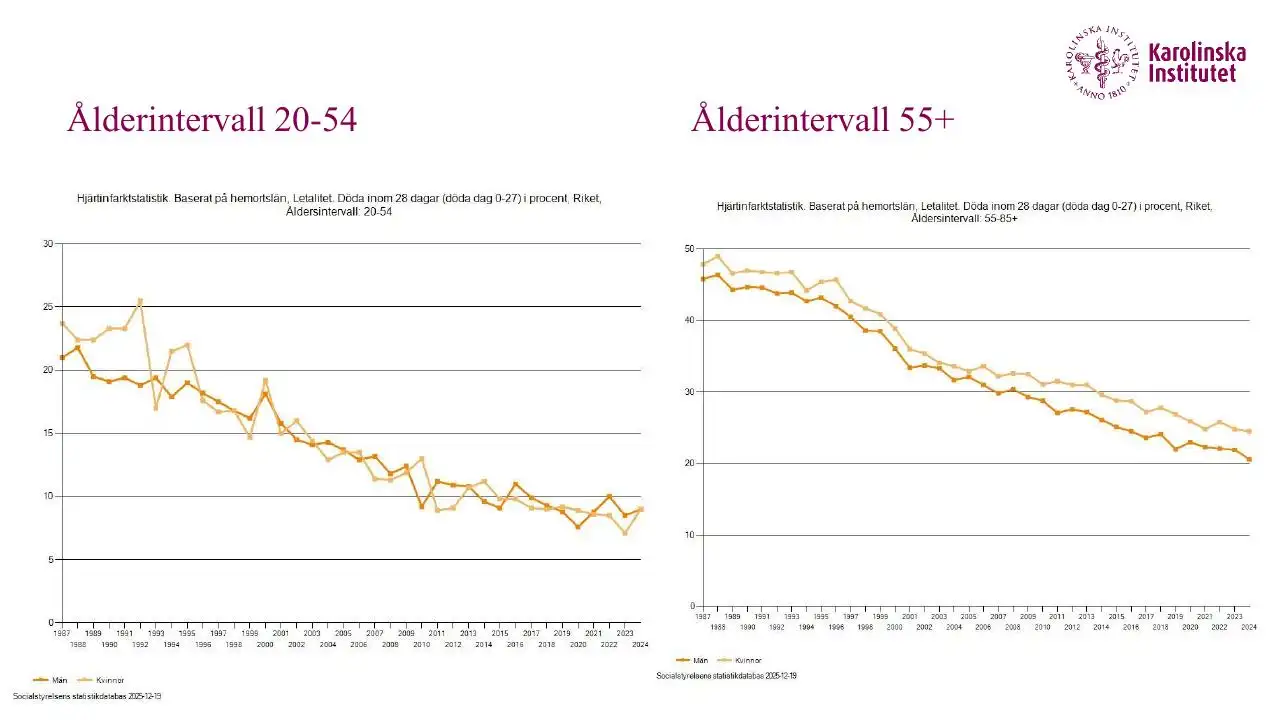 KAROLINSKA INSTITUTET ANNO 1810
Karolinska
Institutet
Ålderintervall 20-54
Hjärtinfarktstatistik. Baserat på hemortslän, Letalitet. Döda inom 28 dagar (döda dag 0-27) i procent, Riket,
Åldersintervall: 20-54
30
25
20
15
10
5
0
1987 1989 1991 1993 1995 1997 1999 2001 2003 2005 2007 2009 2011 2013 2015 2017 2019 2021 2023
1988 1990 1992 1994 1996 1998 2000 2002 2004 2006 2008 2010 2012 2014 2016 2018 2020 2022 2024
Män Kvinnor
Socialstyrelsens statistikdatabas 2025-12-19
Ålderintervall 55+
Hjärtinfarktstatistik. Baserat på hemortslän, Letalitet. Döda inom 28 dagar (döda dag 0-27) i procent, Riket,
Åldersintervall: 55-85+
50
40
30
20
10
0
1987 1989 1991 1993 1995 1997 1999 2001 2003 2005 2007 2009 2011 2013 2015 2017 2019 2021 2023
1988 1990 1992 1994 1996 1998 2000 2002 2004 2006 2008 2010 2012 2014 2016 2018 2020 2022 2024
Män Kvinnor
Socialstyrelsens statistikdatabas 2025-12-19